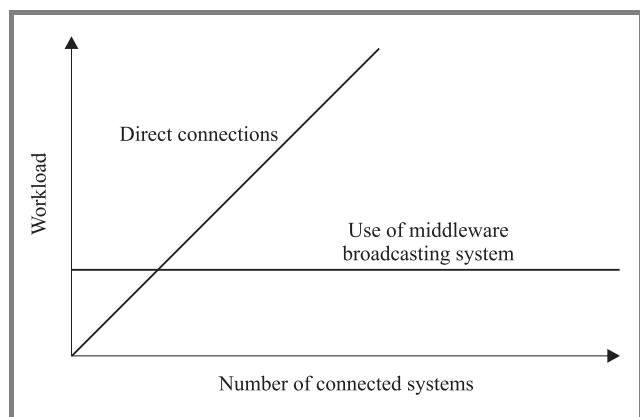 Direct connections
Workload
Use of middleware
broadcasting system
Number of connected systems